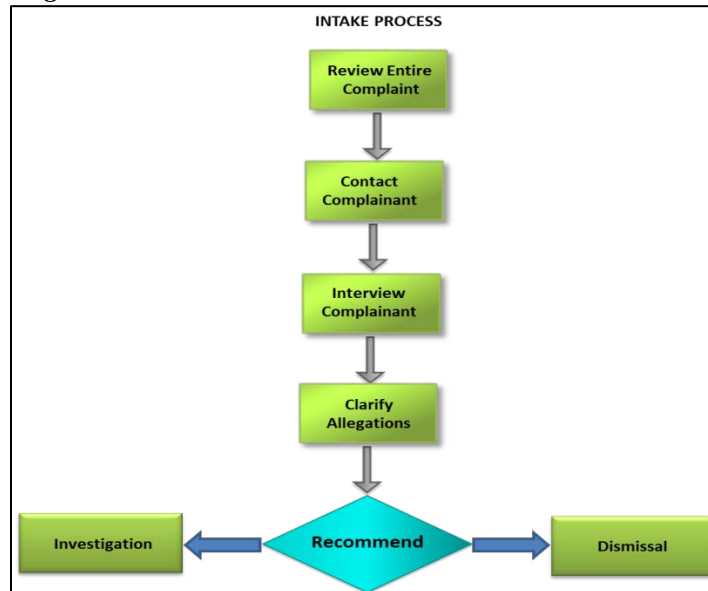 INTAKE PROCESS
Review Entire
Complaint
Contact
Complainant
Interview
Complainant
Clarify
Allegations
Recommend
Investigation
Dismissal